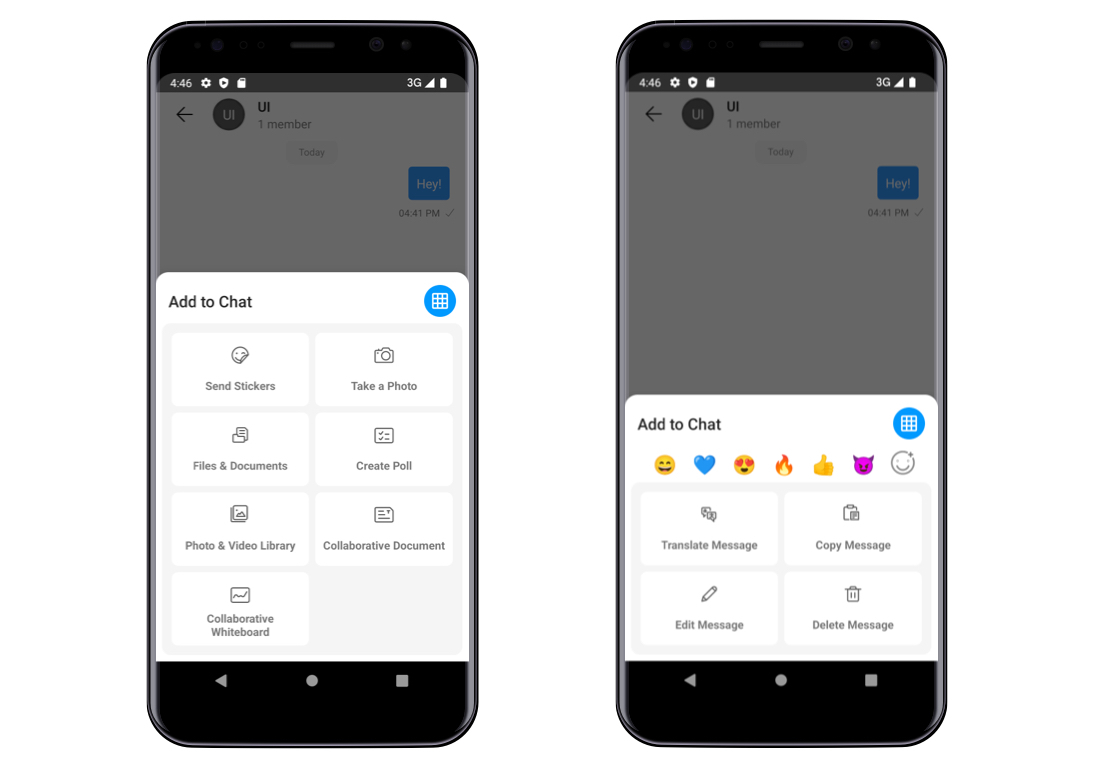 4:46
3G
UI
UI
1 member
Today
Hey!
04:41 PM
Add to Chat
Send Stickers
Take a Photo
Files & Documents
Create Poll
Photo & Video Library
Collaborative Document
Collaborative
Whiteboard
4:46
3G
UI
UI
1 member
Today
Hey!
04:41 PM
Add to Chat
Translate Message
Copy Message
Edit Message
Delete Message